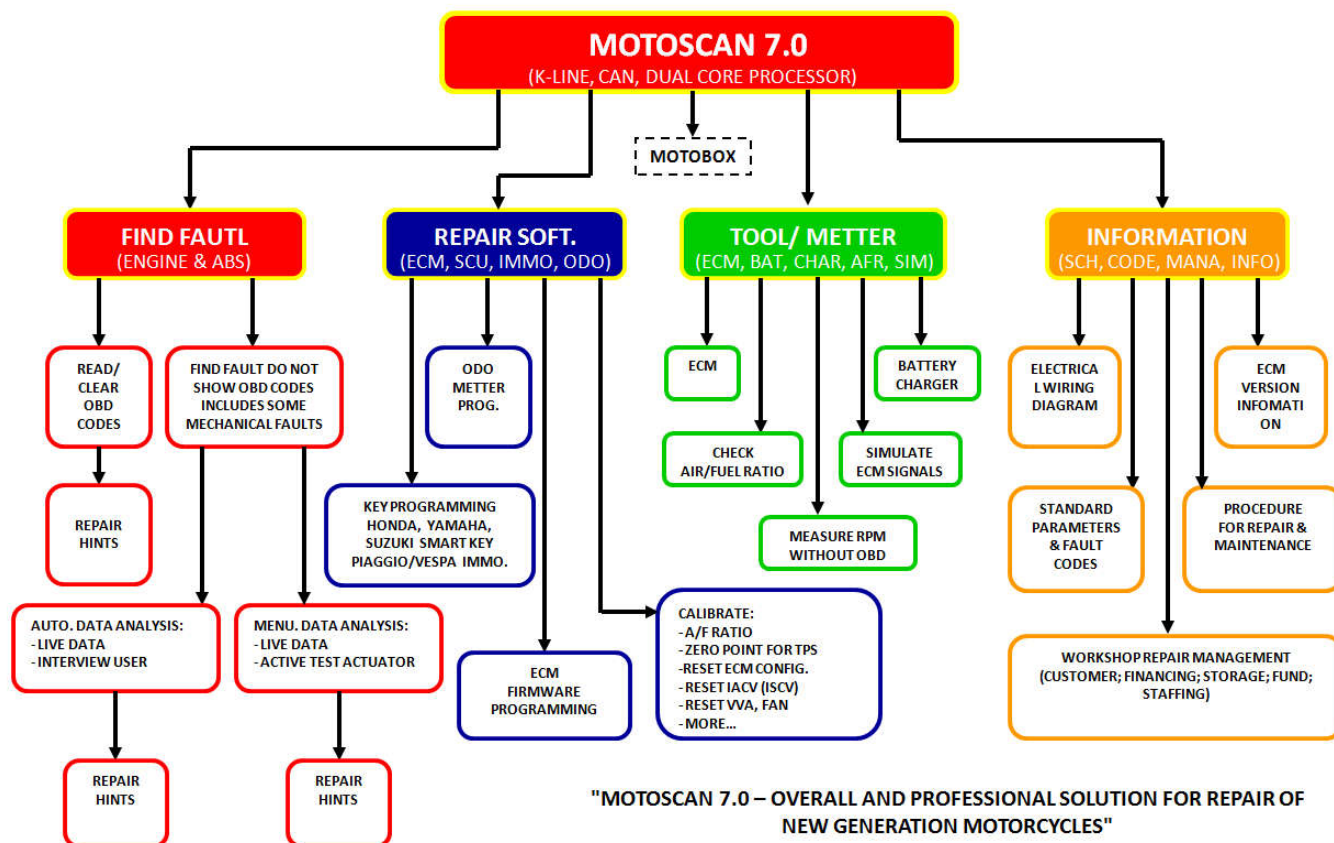 MOTOSCAN 7.0
(K-LINE, CAN, DUAL CORE PROCESSOR)
MOTOBOX
FIND FAUTL
(ENGINE & ABS)
REPAIR SOFT.
(ECM, SCU, IMMO, ODO)
TOOL/ METTER
(ECM, BAT, CHAR, AFR, SIM)
INFORMATION
(SCH, CODE, MANA, INFO)
READ/
CLEAR
OBD
CODES
FIND FAULT DO NOT
SHOW OBD CODES
INCLUDES SOME
MECHANICAL FAULTS
ODO
METTER
PROG.
ECM
BATTERY
CHARGER
ELECTRICA
L WIRING
DIAGRAM
ECM
VERSION
INFOMATI
ON
CHECK
AIR/FUEL RATIO
SIMULATE
ECM SIGNALS
REPAIR
HINTS
KEY PROGRAMMING
HONDA, YAMAHA,
SUZUKI SMART KEY
PIAGGIO/VESPA IMMO.
MEASURE RPM
WITHOUT OBD
STANDARD
PARAMETERS
& FAULT
CODES
PROCEDURE
FOR REPAIR &
MAINTENANCE
AUTO. DATA ANALYSIS:
- LIVE DATA
- INTERVIEW USER
MENU. DATA ANALYSIS:
- LIVE DATA
- ACTIVE TEST ACTUATOR
ECM
FIRMWARE
PROGRAMMING
CALIBRATE:
- A/F RATIO
- ZERO POINT FOR TPS
-RESET ECM CONFIG.
- RESET IACV (ISCV)
- RESET VVA, FAN
- MORE...
WORKSHOP REPAIR MANAGEMENT
(CUSTOMER; FINANCING; STORAGE; FUND;
STAFFING)
REPAIR
HINTS
REPAIR
HINTS
"MOTOSCAN 7.0 – OVERALL AND PROFESSIONAL SOLUTION FOR REPAIR OF
NEW GENERATION MOTORCYCLES"